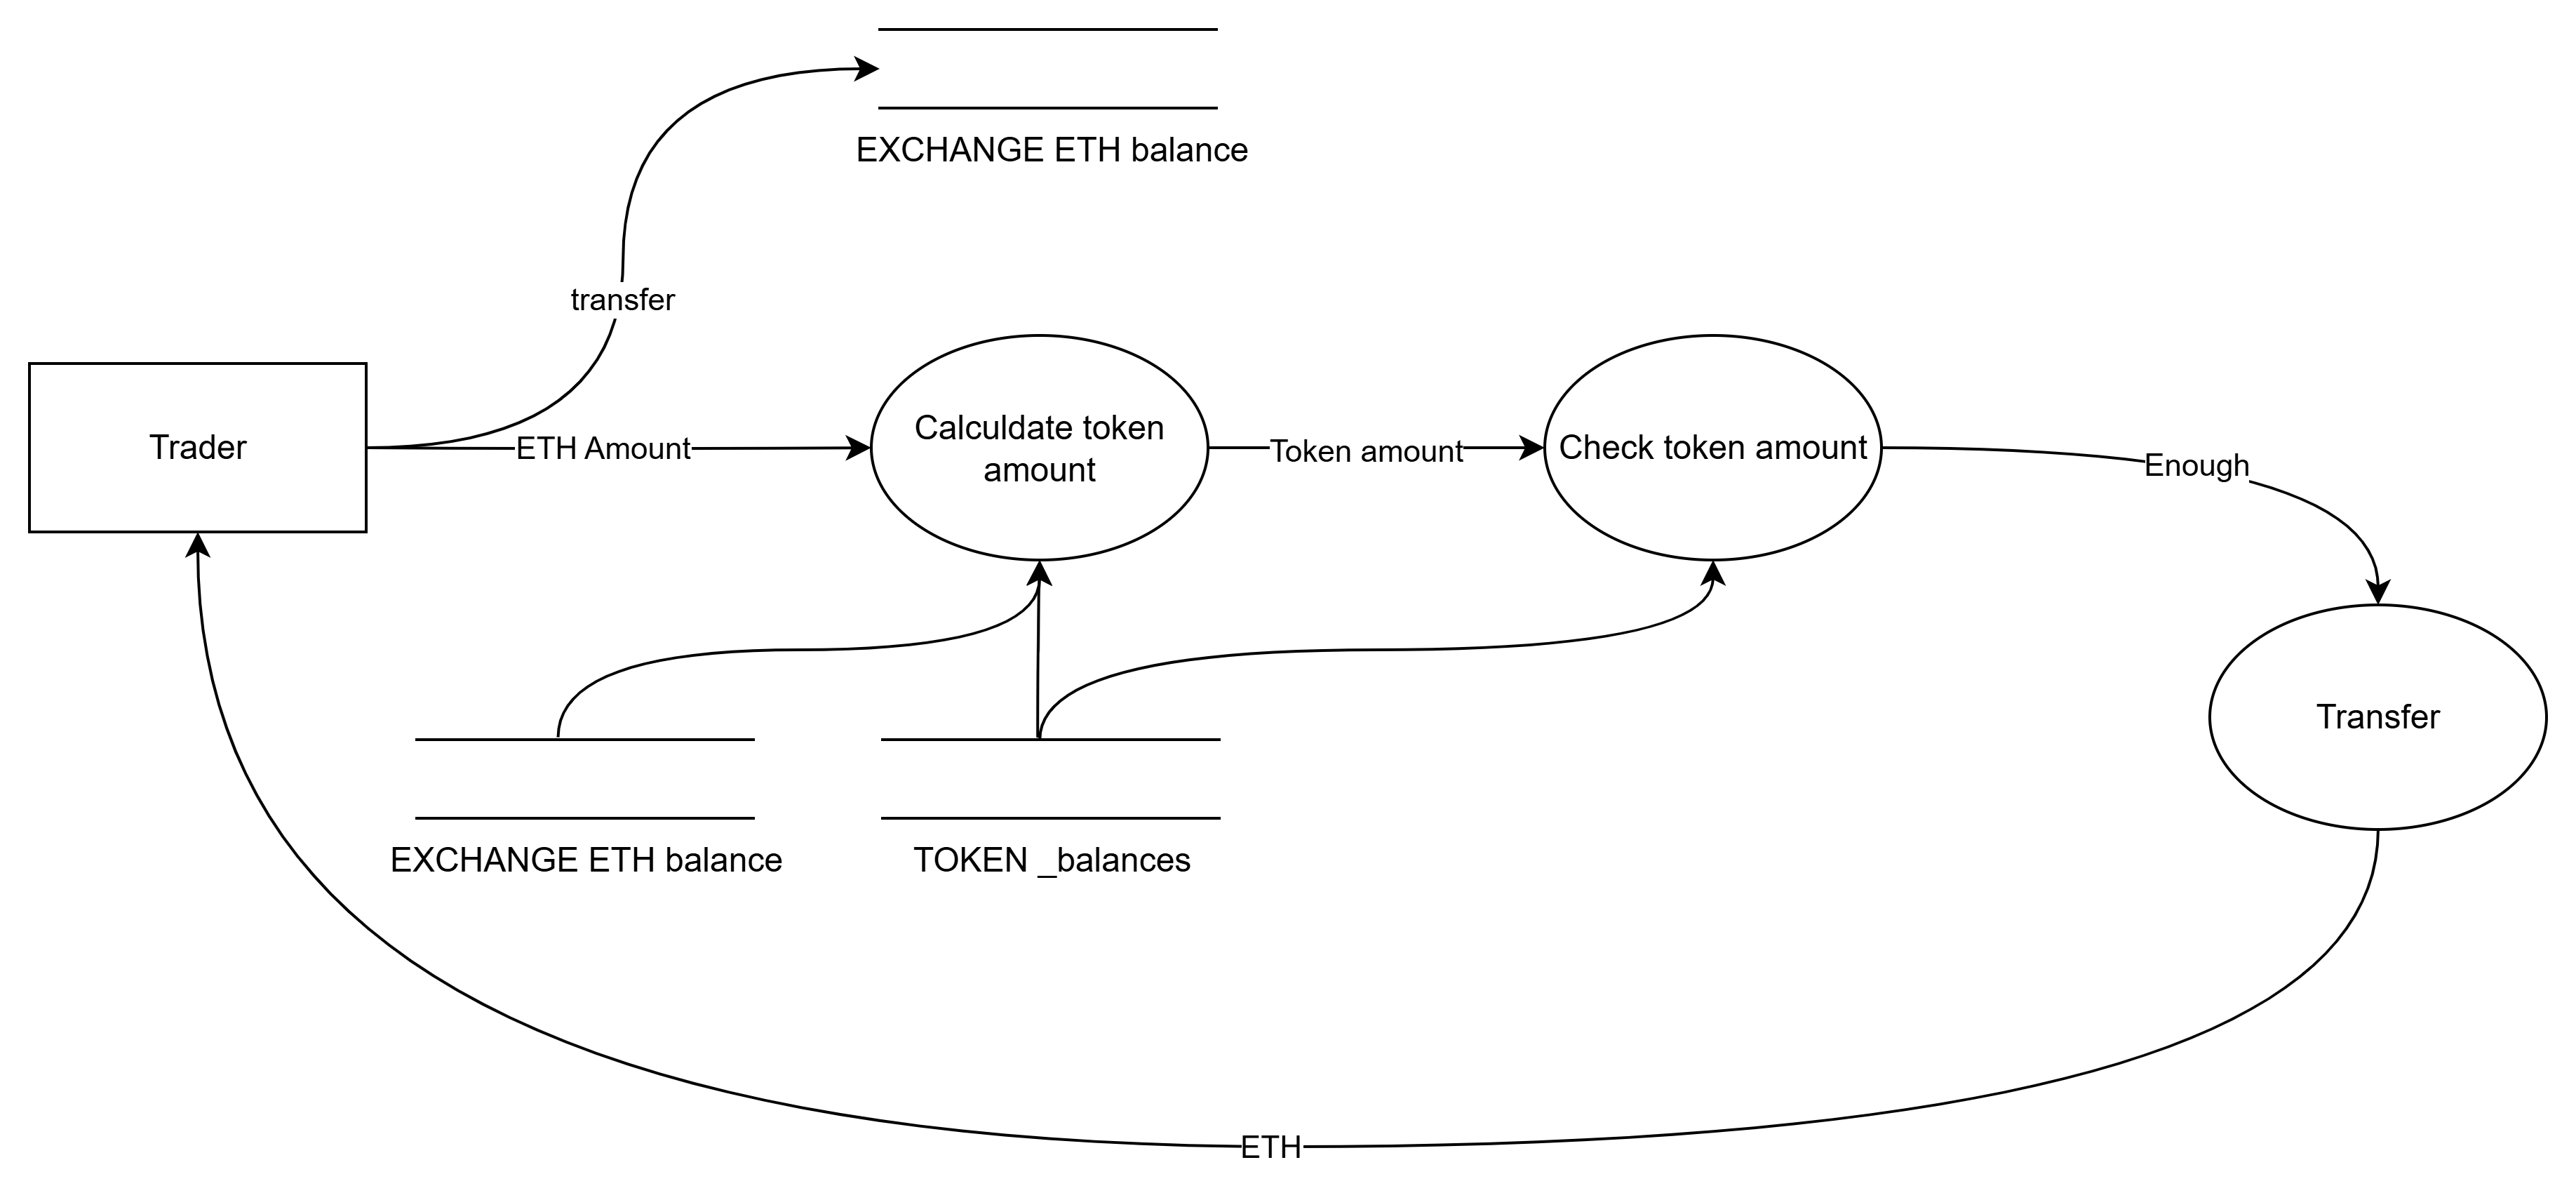 EXCHANGE ETH balance
transfer
Trader
ETH Amount
Calculdate token
amount
Token amount
Check token amount
Enough
Transfer
EXCHANGE ETH balance
TOKEN _balances
ETH